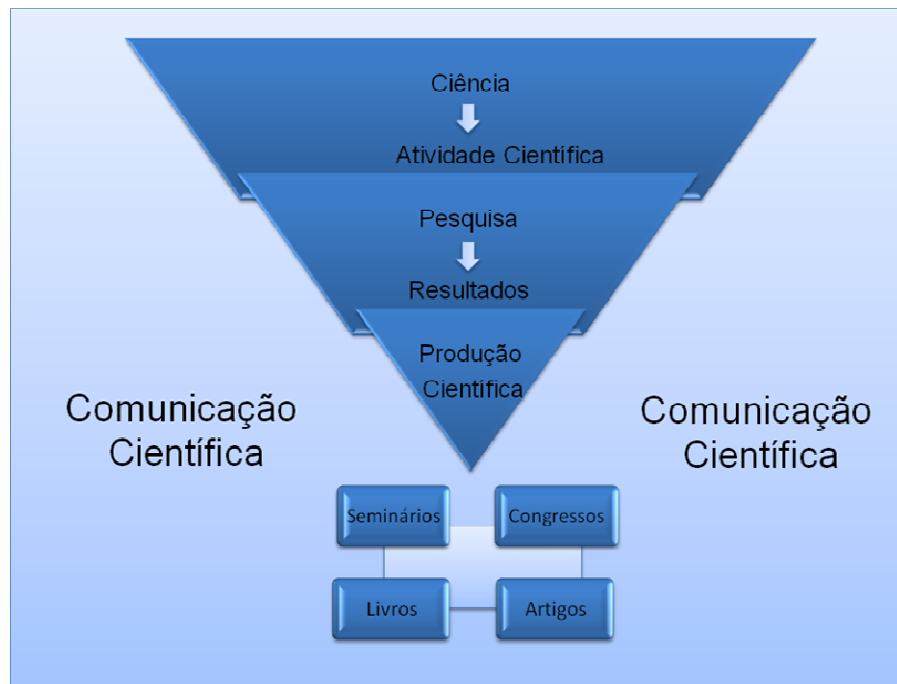 Ciência
Atividade Científica
Pesquisa
Resultados
Produção
Científica
Comunicação
Científica
Comunicação
Científica
Seminários
Congressos
Livros
Artigos